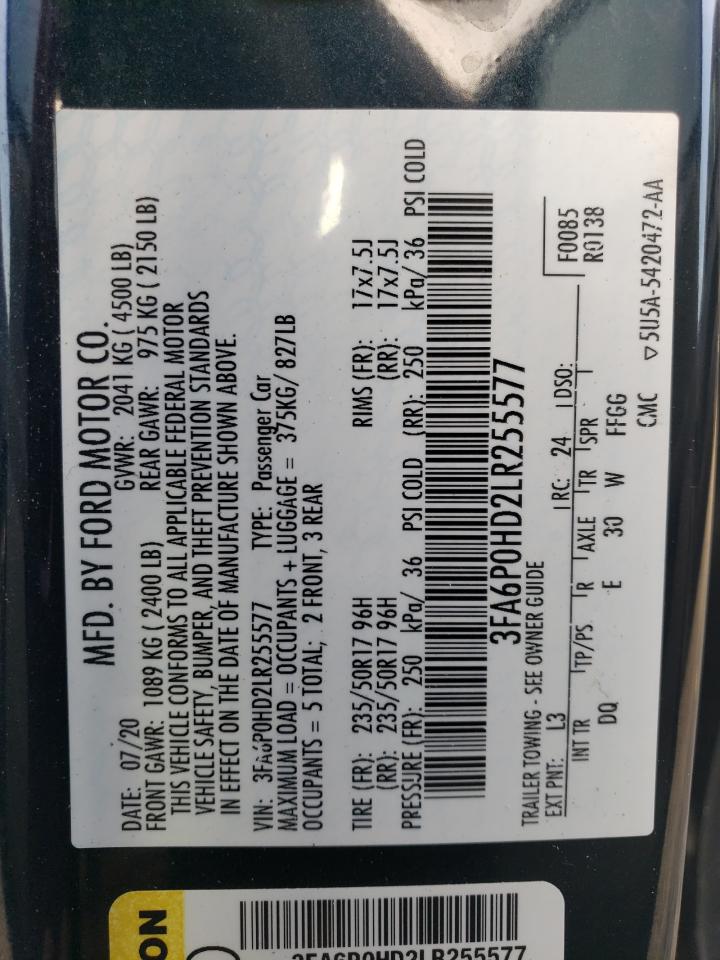 MFD. BY FORD MOTOR CO.
DATE: 07/20 GVWR: 2041 KG ( 4500 LB)
FRONT GAWR: 1089 KG (2400 LB) REAR GAWR: 975 KG ( 2150 LB)
THIS VEHICLE CONFORMS TO ALL APPLICABLE FEDERAL MOTOR
VEHICLE SAFETY, BUMPER, AND THEFT PREVENTION STANDARDS
IN EFFECT ON THE DATE OF MANUFACTURE SHOWN ABOVE.
VIN: 3FA6P0HD2LR255577 TYPE: Passenger Car
MAXIMUM LOAD = OCCUPANTS + LUGGAGE = 375KG/ 827LB
OCCUPANTS = 5 TOTAL; 2 FRONT, 3 REAR
TIRE (FR): 235/50R17 96H RIMS (FR): 17x7.5J
(RR): 235/50R17 96H (RR): 17x7.5J
PRESSURE (FR): 250 kPa/ 36 PSI COLD (RR): 250 kPa/ 36 PSI COLD
3FA6P0HD2LR255577
TRAILER TOWING - SEE OWNER GUIDE
F0085
EXT PNT: L3 RC: 24 DSO: R0138
INT TR TP/PS R AXLE TR SPR
DQ E 30 W FFGG
CMC ▽ 5U5A-5420472-AA
ON
3FA6P0HD2LR255577